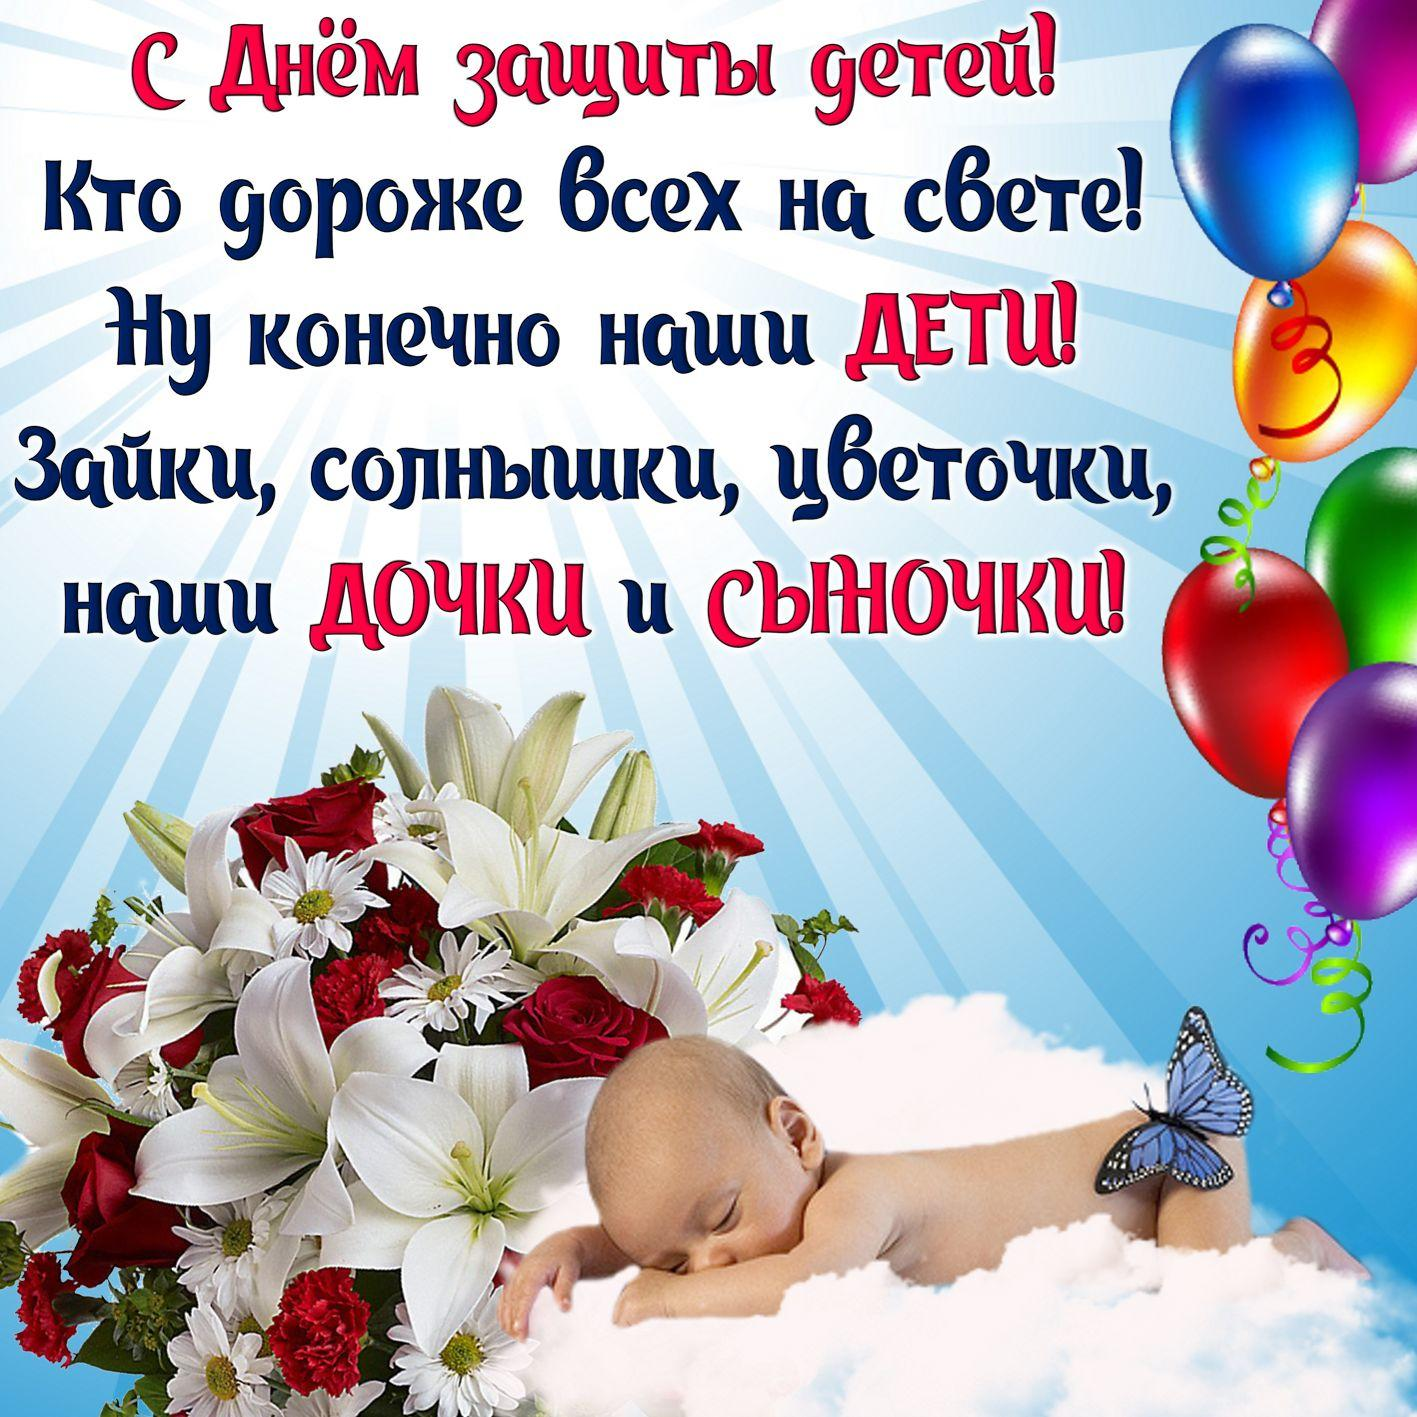 С Днём защиты детей!
Кто дороже всех на свете!
Ну конечно наши ДЕТИ!
Зайки, солнышки, цветочки,
наши ДОЧКИ и СЫНОЧКИ!